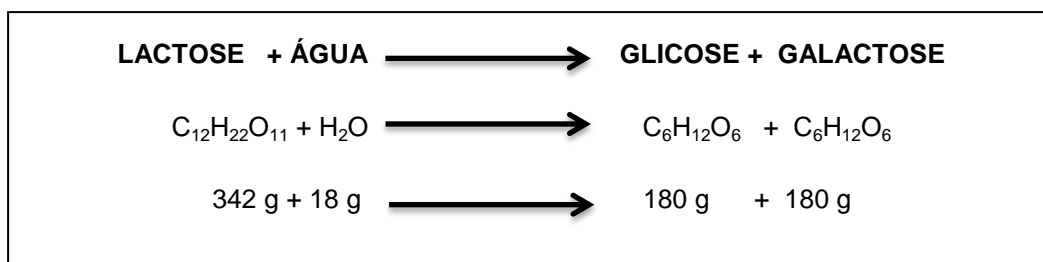 LACTOSE + ÁGUA GLICOSE + GALACTOSE
C₁₂H₂₂O₁₁ + H₂O C₆H₁₂O₆ + C₆H₁₂O₆
342 g + 18 g 180 g + 180 g